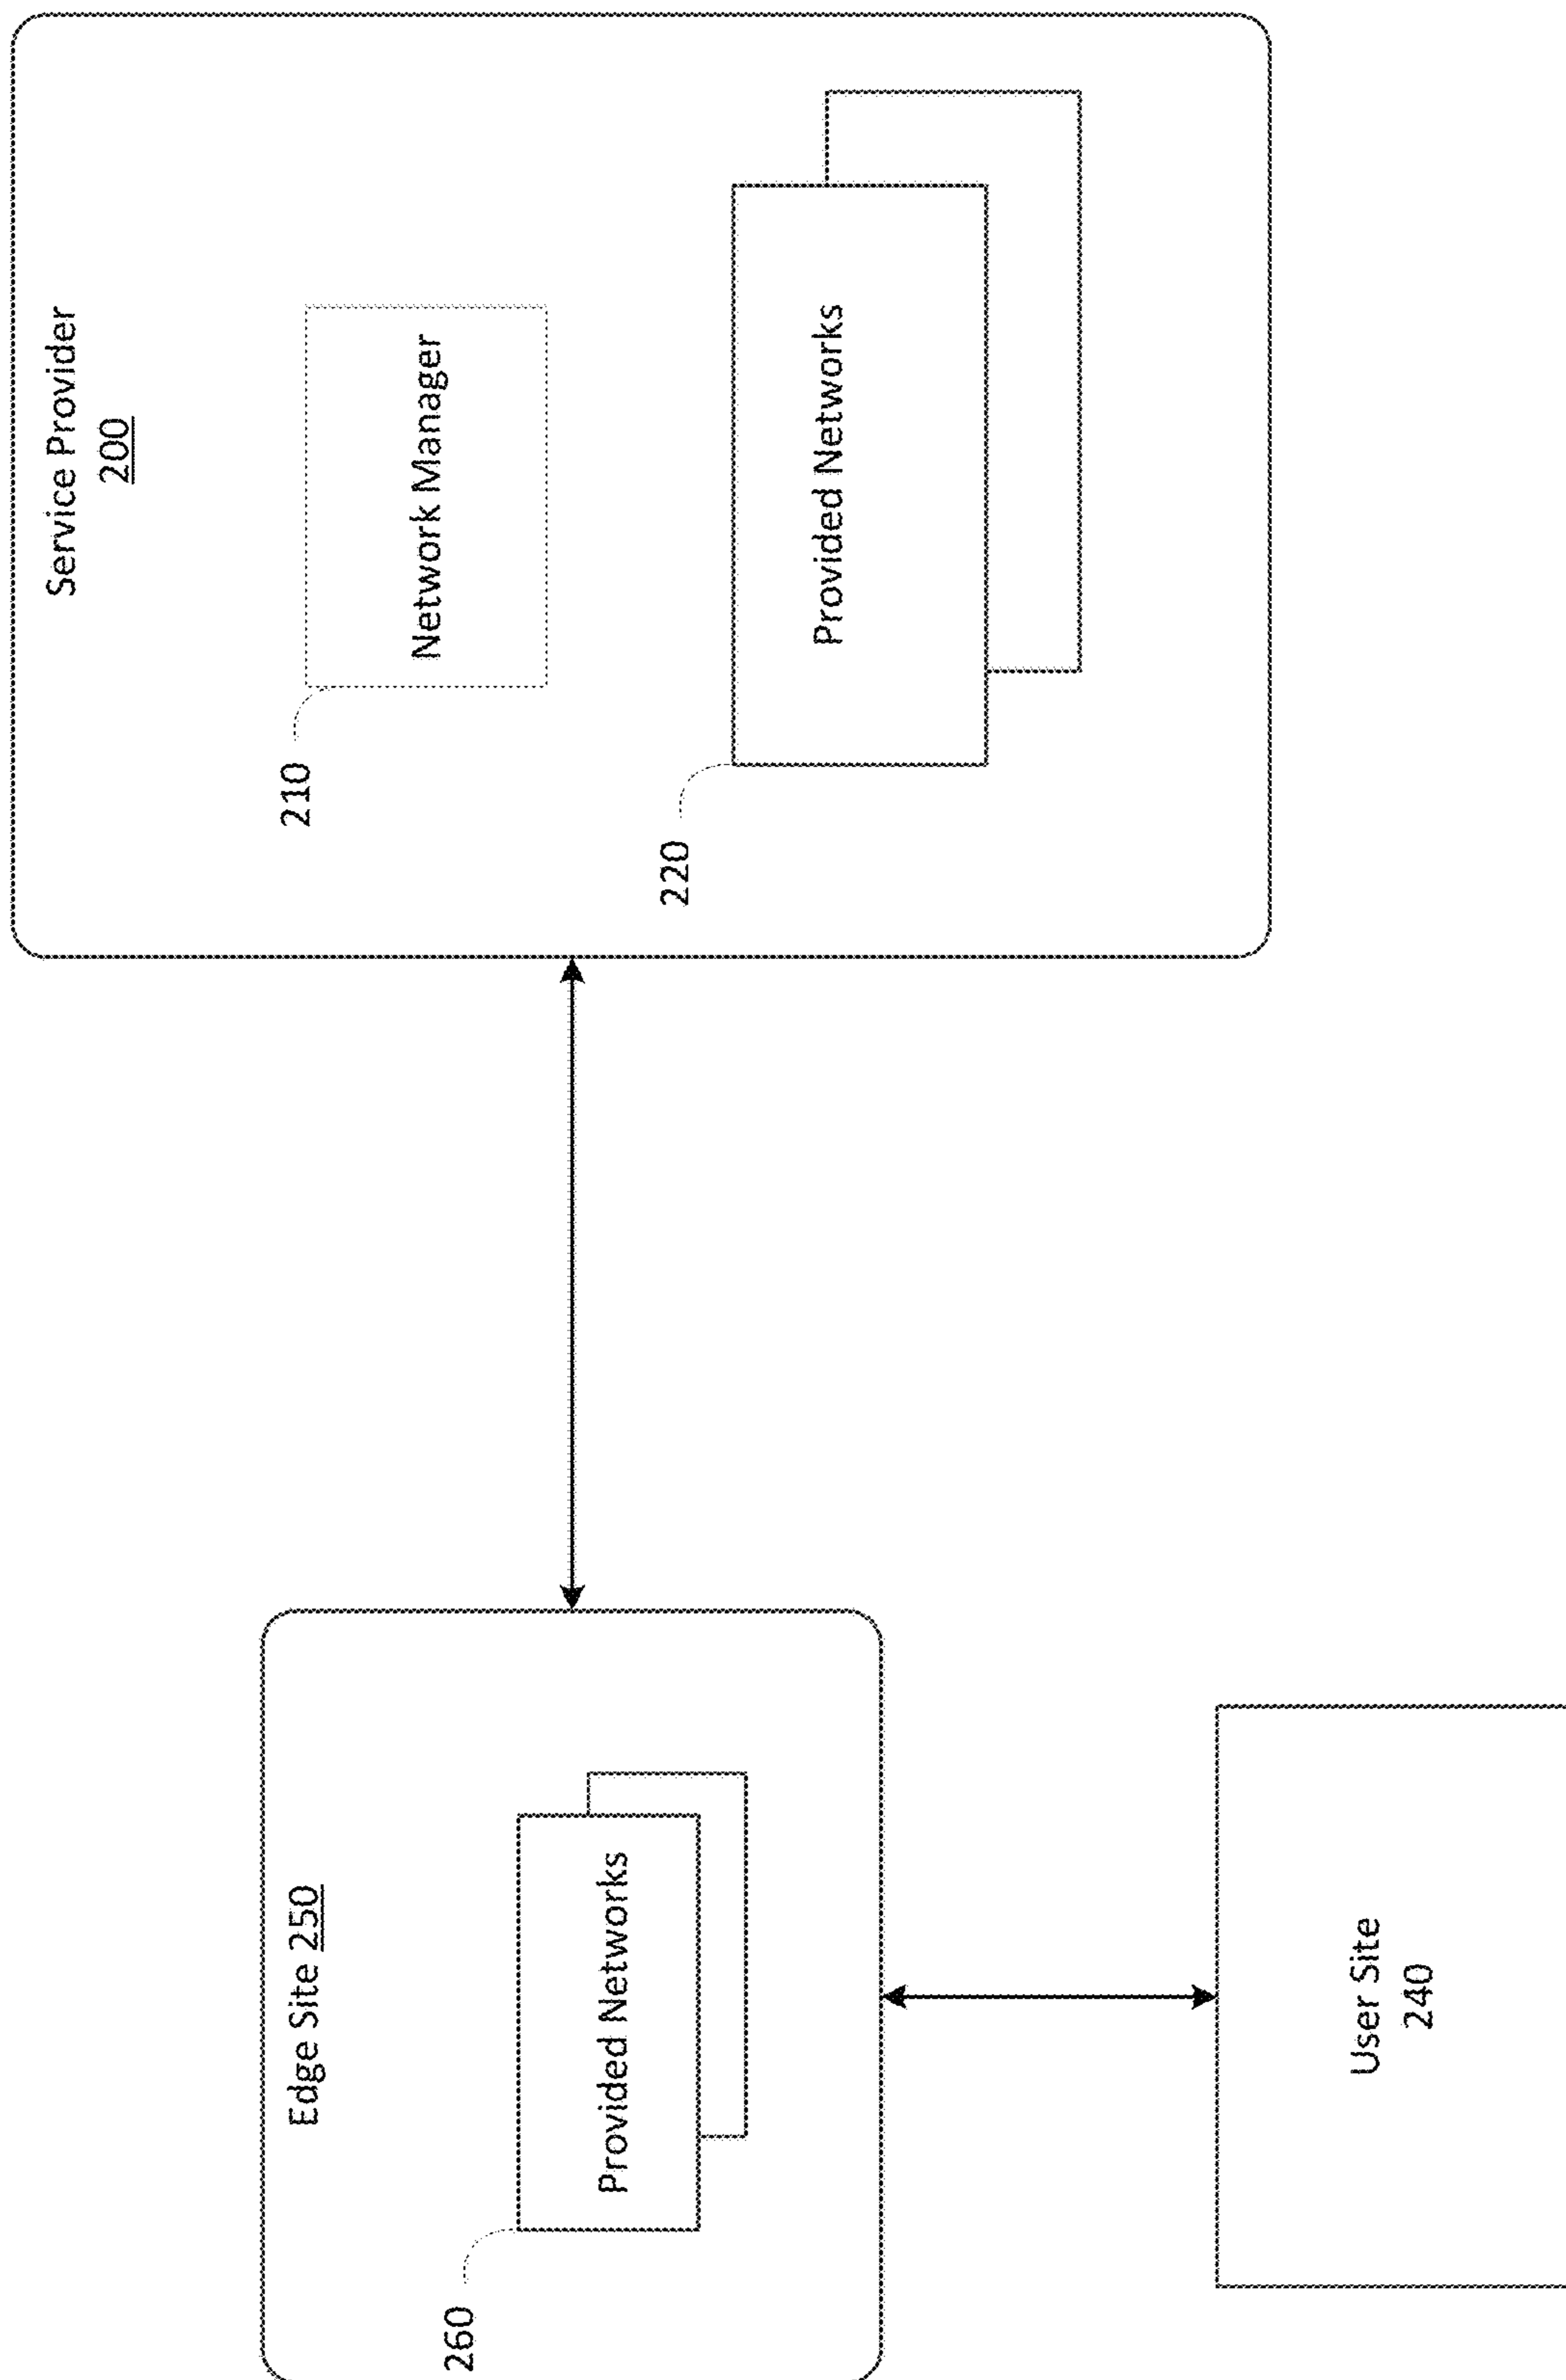 Edge Site 250
260
Provided Networks
User Site
240
Service Provider
200
210
Network Manager
220
Provided Networks